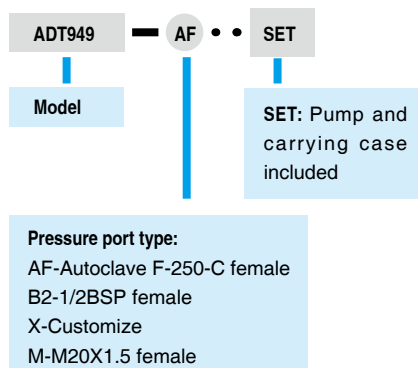 ADT949 — AF • • SET
Model
SET: Pump and
carrying case
included
Pressure port type:
AF-Autoclave F-250-C female
B2-1/2BSP female
X-Customize
M-M20X1.5 female